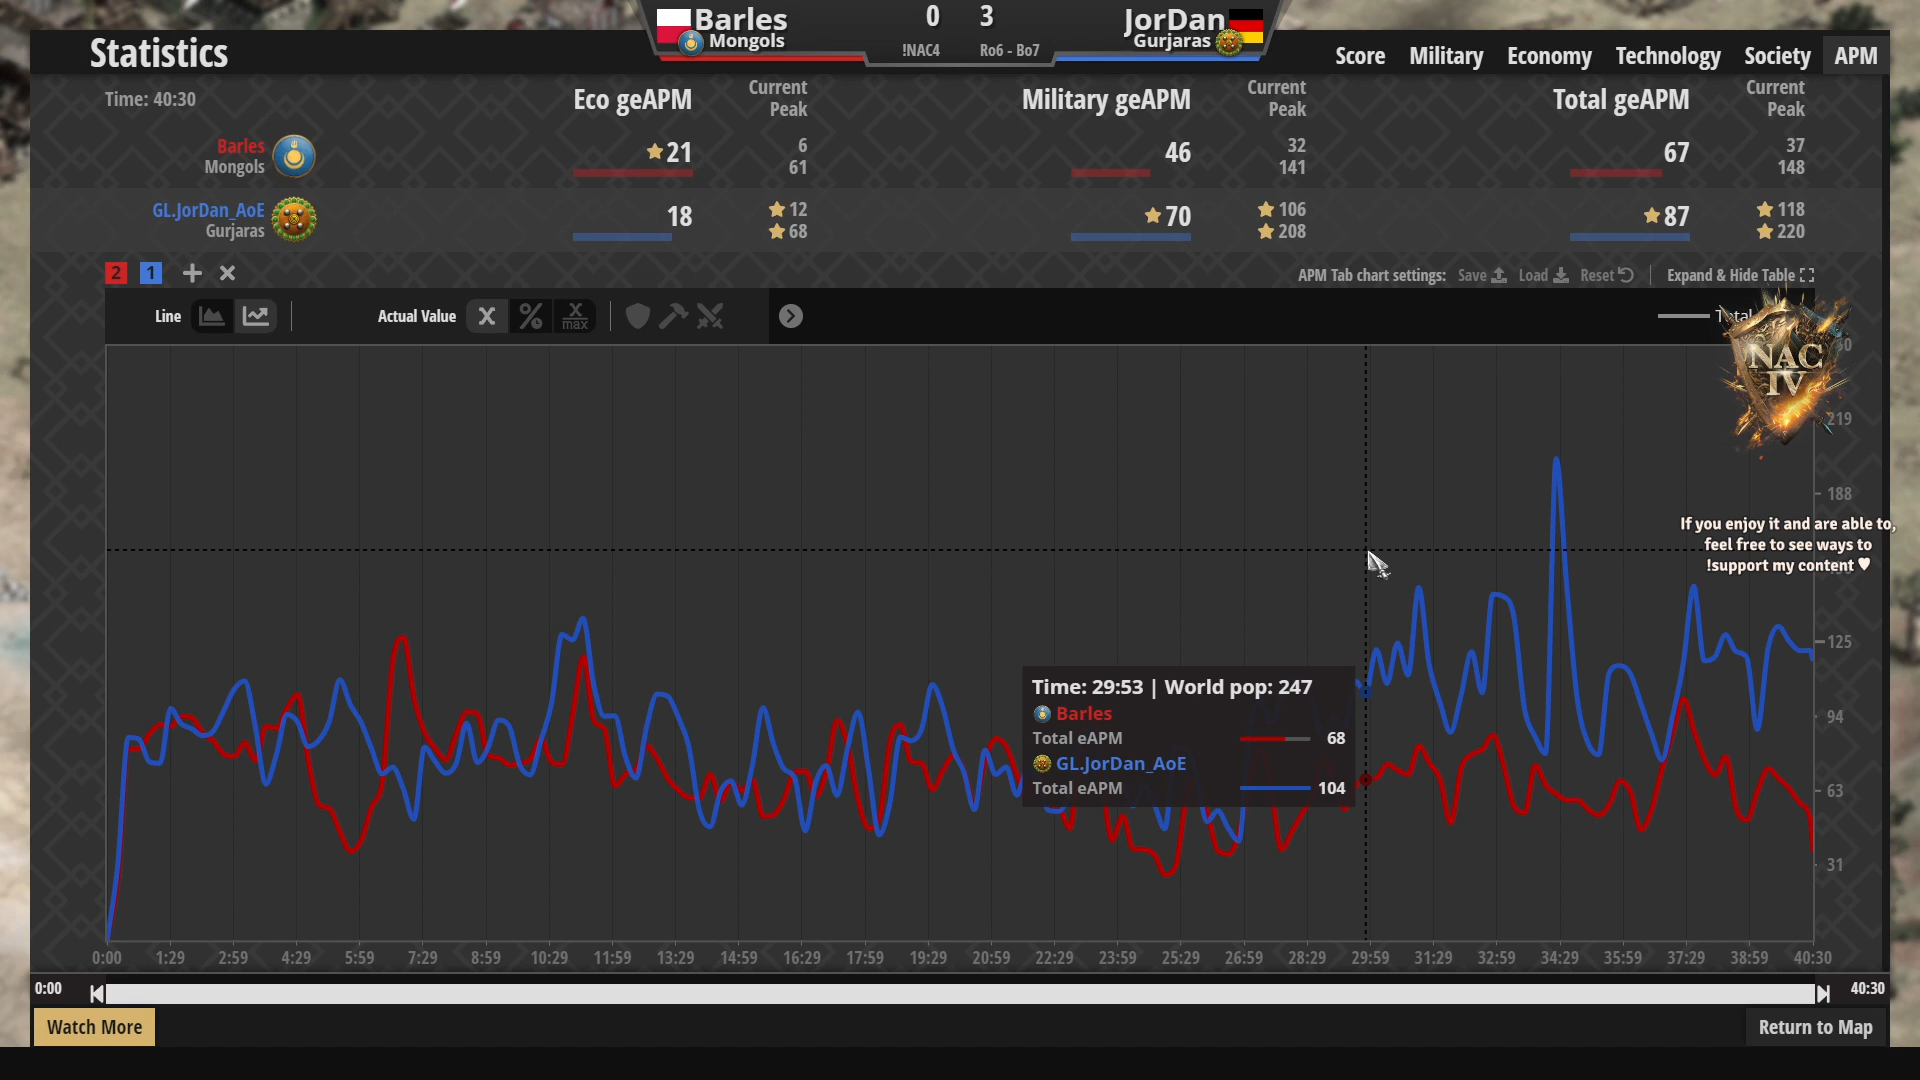 Barles
Mongols
0 3
!NAC4 Ro6 - Bo7
JorDan
Gurjaras
Statistics
Score Military Economy Technology Society APM
Time: 40:30
Eco geAPM
Current
Peak
Military geAPM
Current
Peak
Total geAPM
Current
Peak
Barles
Mongols
21
6
61
46
32
141
67
37
148
GL.JorDan_AoE
Gurjaras
18
12
68
70
106
208
87
118
220
2 1
APM Tab chart settings: Save Load Reset Expand & Hide Table
Line
Actual Value X % X max
Total
NAC
IV
219
188
If you enjoy it and are able to,
feel free to see ways to
!support my content ♥
125
94
63
31
Time: 29:53 | World pop: 247
Barles
Total eAPM 68
GL.JorDan_AoE
Total eAPM 104
0:00 1:29 2:59 4:29 5:59 7:29 8:59 10:29 11:59 13:29 14:59 16:29 17:59 19:29 20:59 22:29 23:59 25:29 26:59 28:29 29:59 31:29 32:59 34:29 35:59 37:29 38:59 40:30
0:00 40:30
Watch More
Return to Map